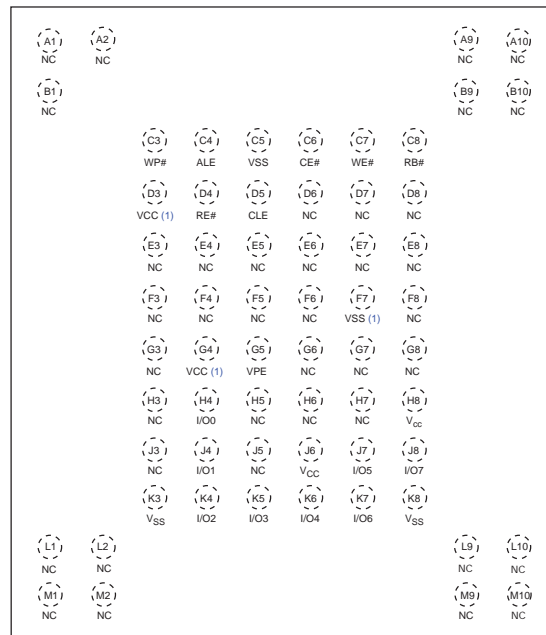 A1 A2 A9 A10
NC NC NC NC
B1 B9 B10
NC NC NC
C3 C4 C5 C6 C7 C8
WP# ALE VSS CE# WE# RB#
D3 D4 D5 D6 D7 D8
VCC (1) RE# CLE NC NC NC
E3 E4 E5 E6 E7 E8
NC NC NC NC NC NC
F3 F4 F5 F6 F7 F8
NC NC NC NC VSS (1) NC
G3 G4 G5 G6 G7 G8
NC VCC (1) VPE NC NC NC
H3 H4 H5 H6 H7 H8
NC I/O0 NC NC NC Vcc
J3 J4 J5 J6 J7 J8
NC I/O1 NC VCC I/O5 I/O7
K3 K4 K5 K6 K7 K8
VSS I/O2 I/O3 I/O4 I/O6 VSS
L1 L2 L9 L10
NC NC NC NC
M1 M2 M9 M10
NC NC NC NC